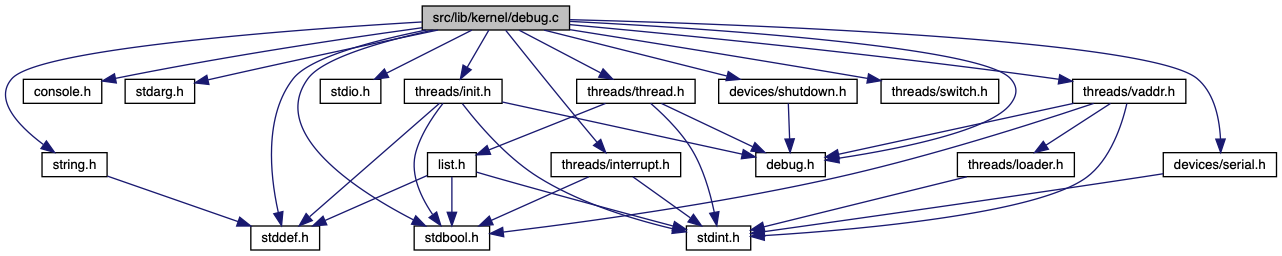 src/lib/kernel/debug.c
console.h
stdarg.h
stdio.h
threads/init.h
threads/thread.h
devices/shutdown.h
threads/switch.h
threads/vaddr.h
string.h
list.h
threads/interrupt.h
debug.h
threads/loader.h
devices/serial.h
stddef.h
stdbool.h
stdint.h